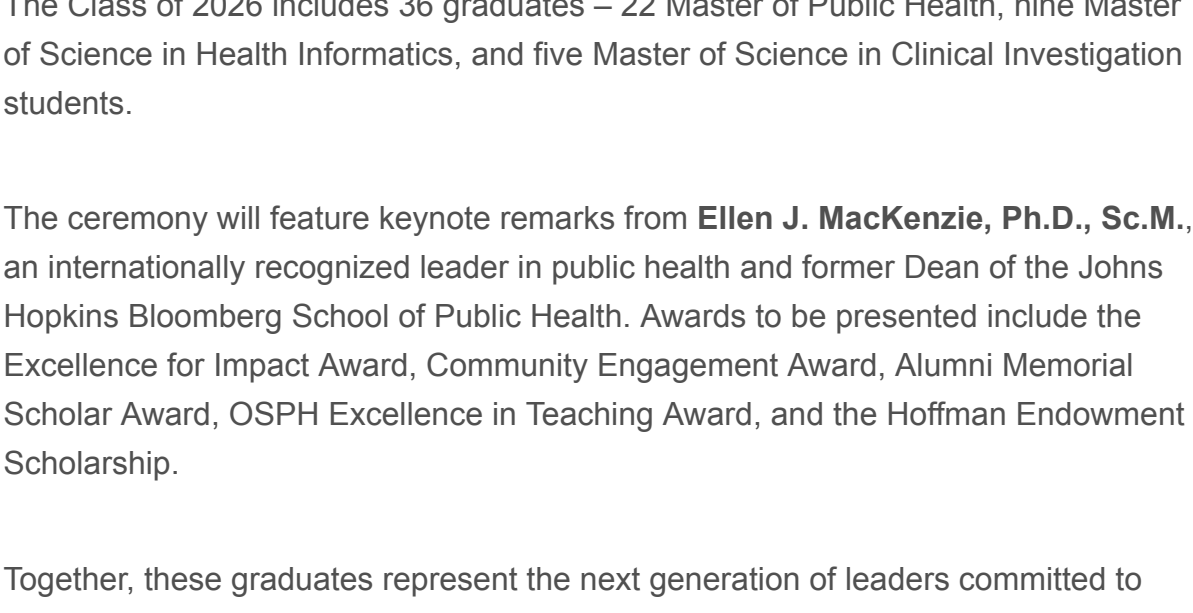 The Class of 2026 includes 36 graduates – 22 Master of Public Health, nine Master
of Science in Health Informatics, and five Master of Science in Clinical Investigation
students.
The ceremony will feature keynote remarks from Ellen J. MacKenzie, Ph.D., Sc.M.,
an internationally recognized leader in public health and former Dean of the Johns
Hopkins Bloomberg School of Public Health. Awards to be presented include the
Excellence for Impact Award, Community Engagement Award, Alumni Memorial
Scholar Award, OSPH Excellence in Teaching Award, and the Hoffman Endowment
Scholarship.
Together, these graduates represent the next generation of leaders committed to